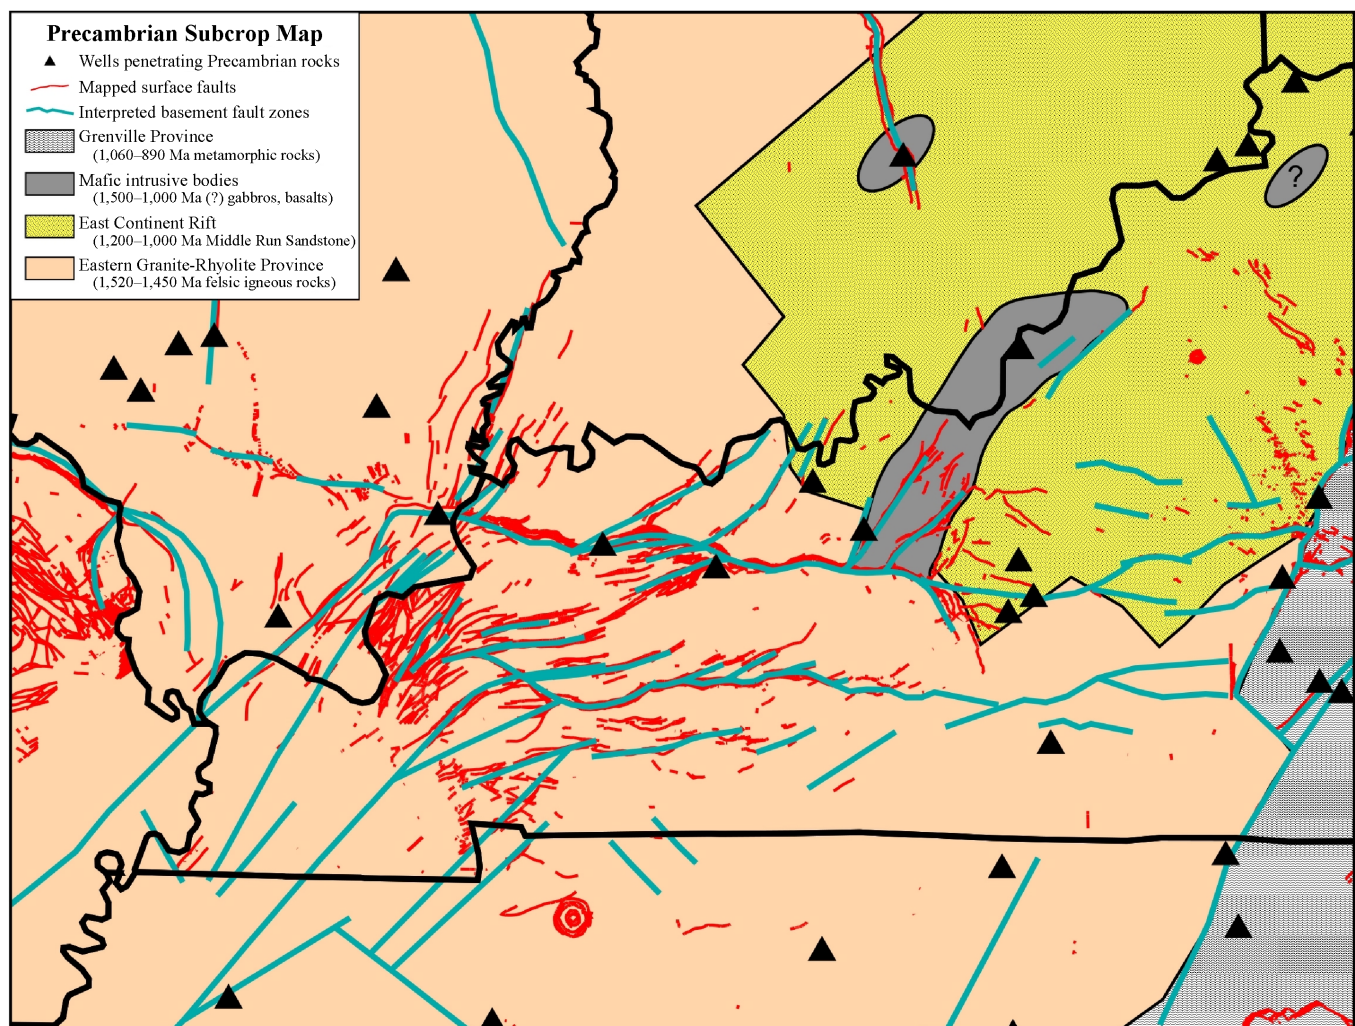 Precambrian Subcrop Map
Wells penetrating Precambrian rocks
Mapped surface faults
Interpreted basement fault zones
Grenville Province
(1,060–890 Ma metamorphic rocks)
Mafic intrusive bodies
(1,500–1,000 Ma (?) gabbros, basalts)
East Continent Rift
(1,200–1,000 Ma Middle Run Sandstone)
Eastern Granite-Rhyolite Province
(1,520–1,450 Ma felsic igneous rocks)
?